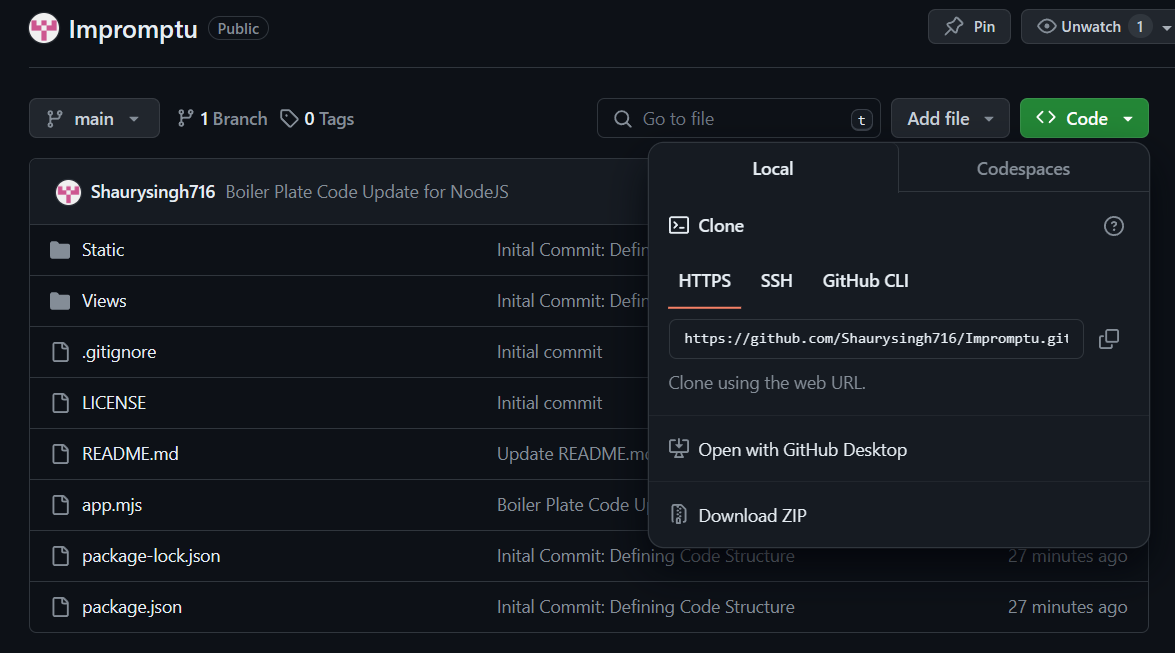 Impromptu Public Pin Unwatch 1
main 1 Branch 0 Tags Go to file t Add file Code
Local Codespaces
Shaurysingh716 Boiler Plate Code Update for NodeJS
Clone
HTTPS SSH GitHub CLI
https://github.com/Shaurysingh716/Impromptu.git
Clone using the web URL.
Open with GitHub Desktop
Download ZIP
Static Inital Commit:
Views Inital Commit:
.gitignore Initial commit
LICENSE Initial commit
README.md Update
app.mjs Boiler Plate Code
package-lock.json Inital Commit: Defining Code Structure 27 minutes ago
package.json Inital Commit: Defining Code Structure 27 minutes ago